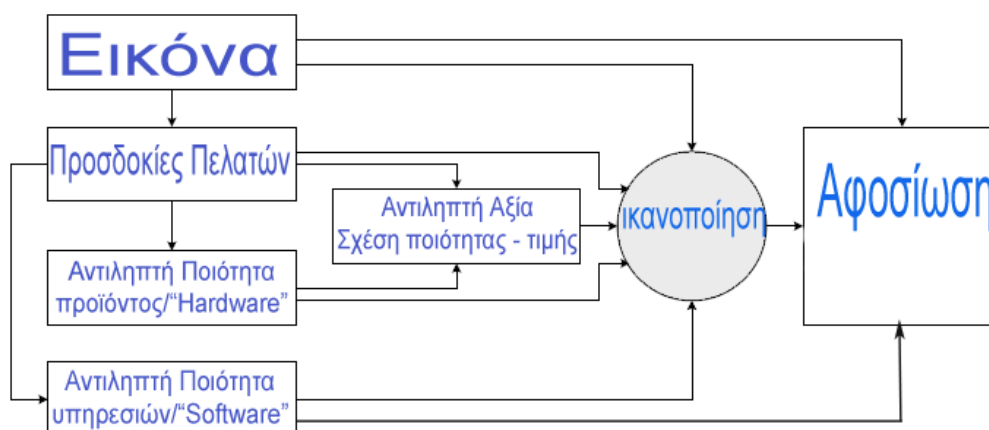 Εικόνα
Προσδοκίες Πελατών
Αντιληπτή Αξία
Σχέση ποιότητας - τιμής
ικανοποίηση
Αφοσίωση
Αντιληπτή Ποιότητα
προϊόντος/“Hardware”
Αντιληπτή Ποιότητα
υπηρεσιών/“Software”